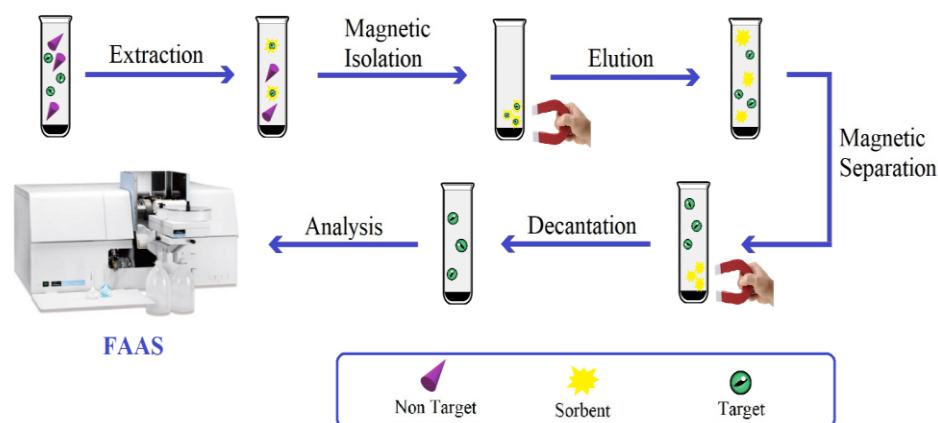 Extraction
Magnetic
Isolation
Elution
Magnetic
Separation
Decantation
Analysis
FAAS
Non Target
Sorbent
Target